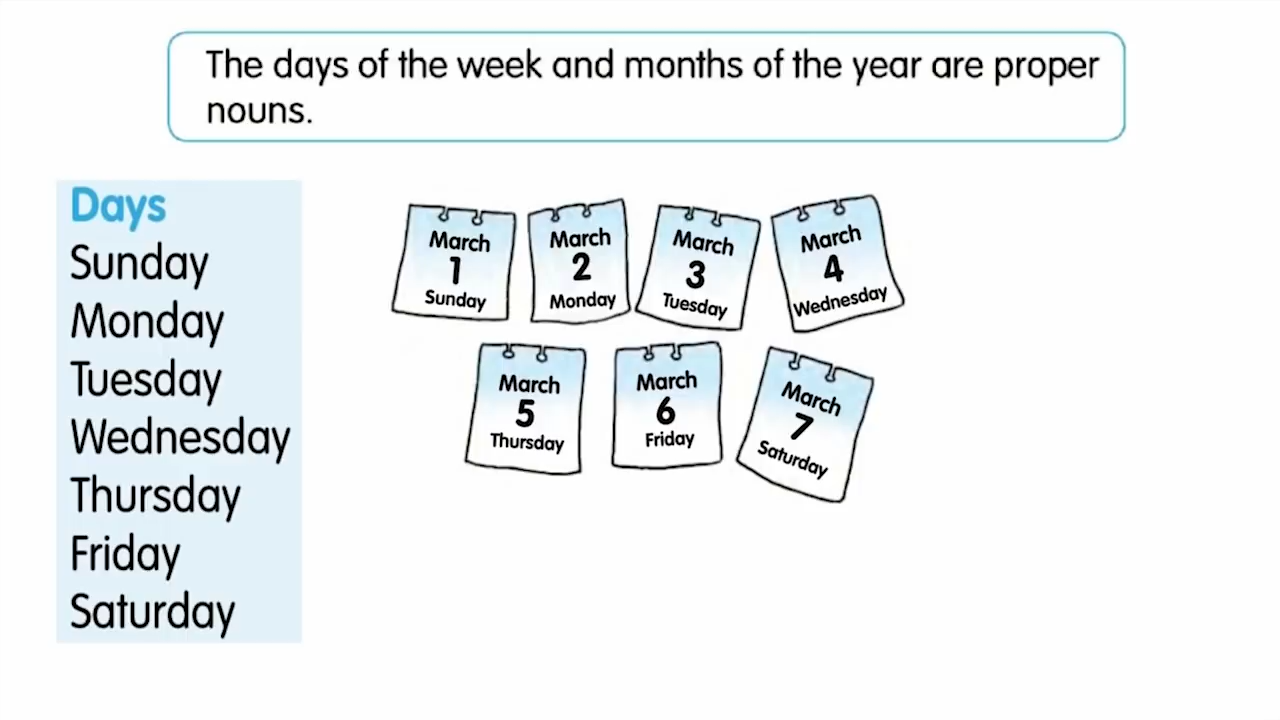 The days of the week and months of the year are proper
nouns.
Days
Sunday
Monday
Tuesday
Wednesday
Thursday
Friday
Saturday
March
1
Sunday
March
2
Monday
March
3
Tuesday
March
4
Wednesday
March
5
Thursday
March
6
Friday
March
7
Saturday